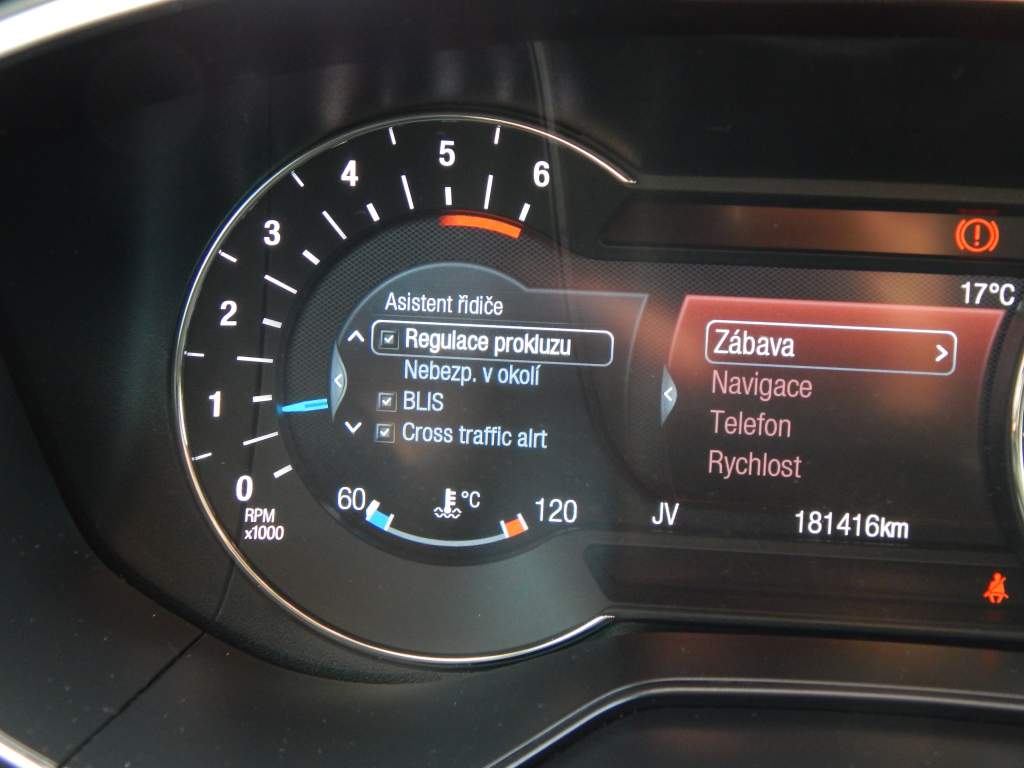 6
5
4
3
2
1
0
RPM
x1000
Asistent řidiče
Regulace prokluzu
Nebezp. v okolí
BLIS
Cross traffic alrt
60
°C
120
17°C
Zábava >
Navigace
Telefon
Rychlost
JV
181416km